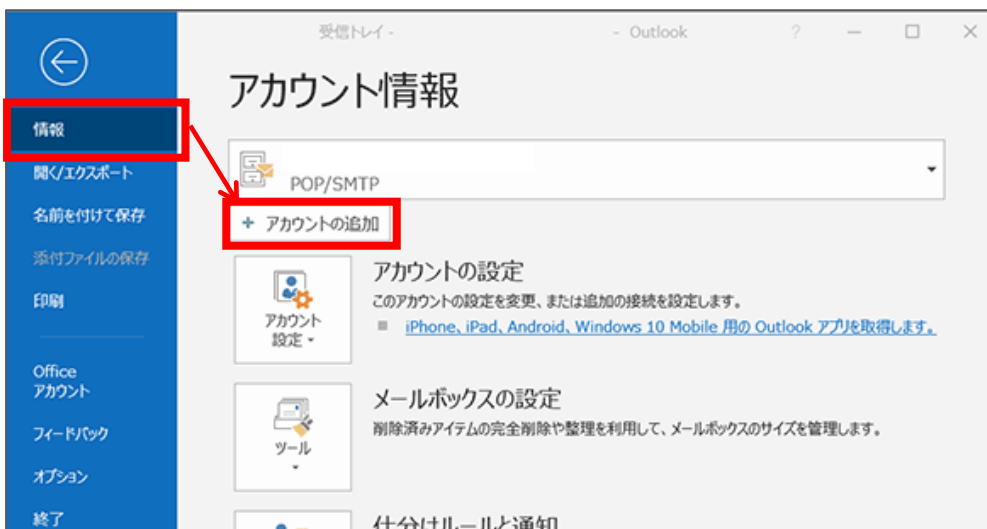 受信トレイ - - Outlook ?
アカウント情報
情報
開く/エクスポート
名前を付けて保存
添付ファイルの保存
印刷
Office
アカウント
フィードバック
オプション
終了
POP/SMTP
+ アカウントの追加
アカウント
設定
アカウントの設定
このアカウントの設定を変更、または追加の接続を設定します。
iPhone、iPad、Android、Windows 10 Mobile 用の Outlook アプリを取得します。
ツール
メールボックスの設定
削除済みアイテムの完全削除や整理を利用して、メールボックスのサイズを管理します。
仕分けルールと通知